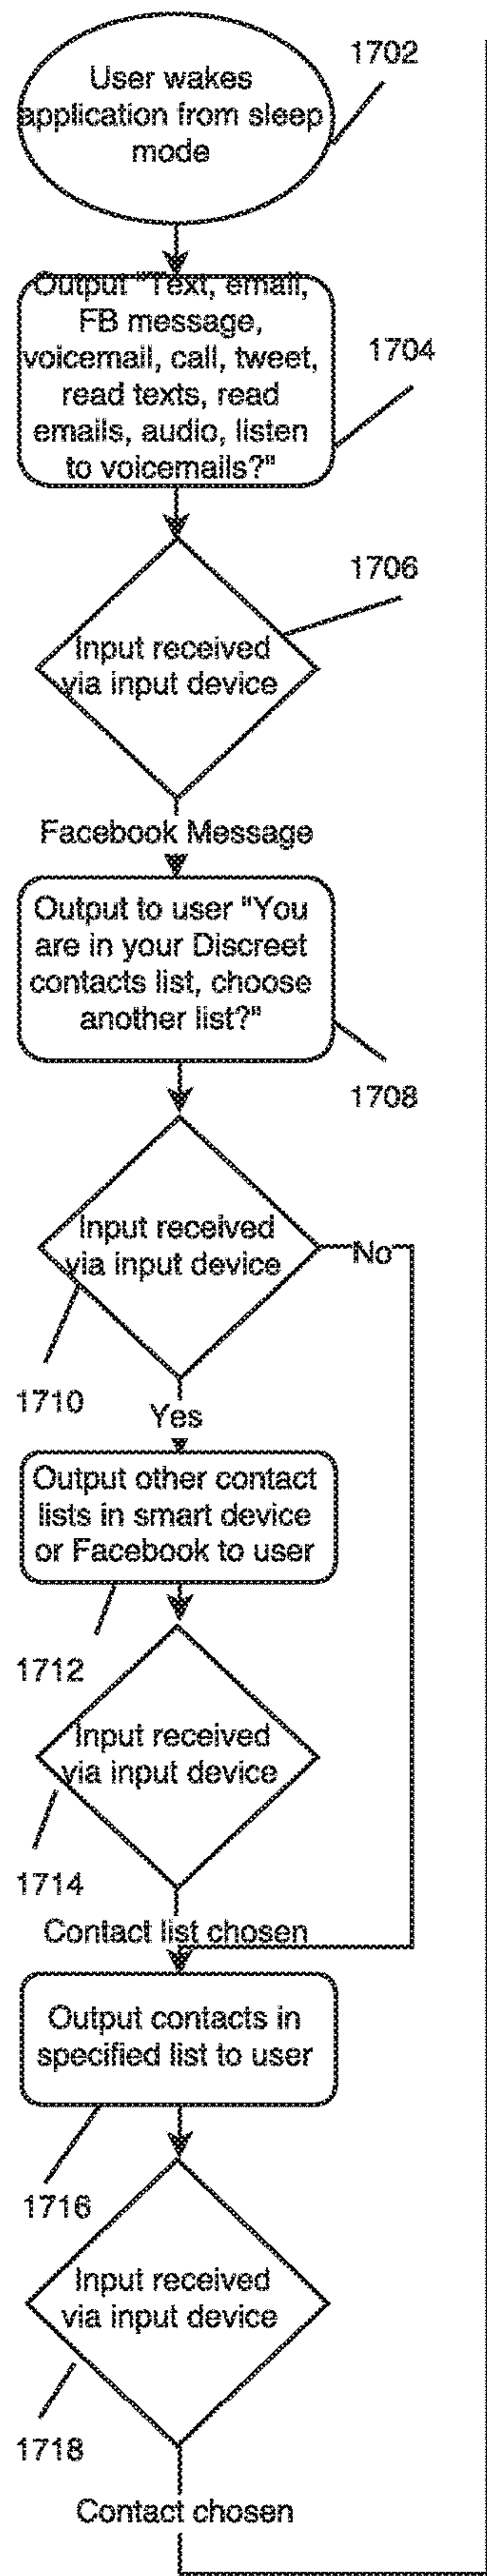 1702
User wakes
application from sleep
mode
Output "Text, email,
FB message,
voicemail, call, tweet,
read texts, read
emails, audio, listen
to voicemails?"
1704
1706
Input received
via input device
Facebook Message
Output to user "You
are in your Discreet
contacts list, choose
another list?"
1708
Input received
via input device
No
1710
Yes
Output other contact
lists in smart device
or Facebook to user
1712
Input received
via input device
1714
Contact list chosen
Output contacts in
specified list to user
1716
Input received
via input device
1718
Contact chosen